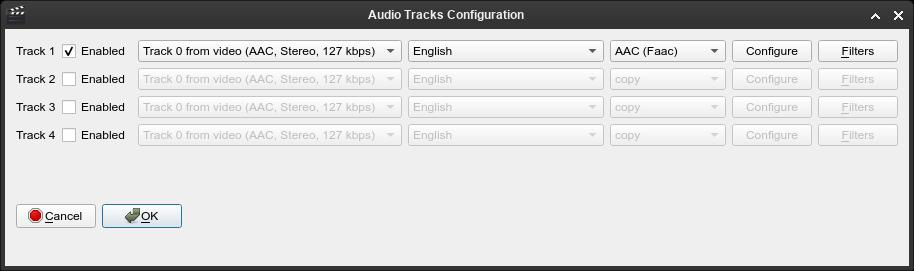 Audio Tracks Configuration
Track 1 Enabled Track 0 from video (AAC, Stereo, 127 kbps) English AAC (Faac) Configure Filters
Track 2 Enabled Track 0 from video (AAC, Stereo, 127 kbps) English copy Configure Filters
Track 3 Enabled Track 0 from video (AAC, Stereo, 127 kbps) English copy Configure Filters
Track 4 Enabled Track 0 from video (AAC, Stereo, 127 kbps) English copy Configure Filters
Cancel OK